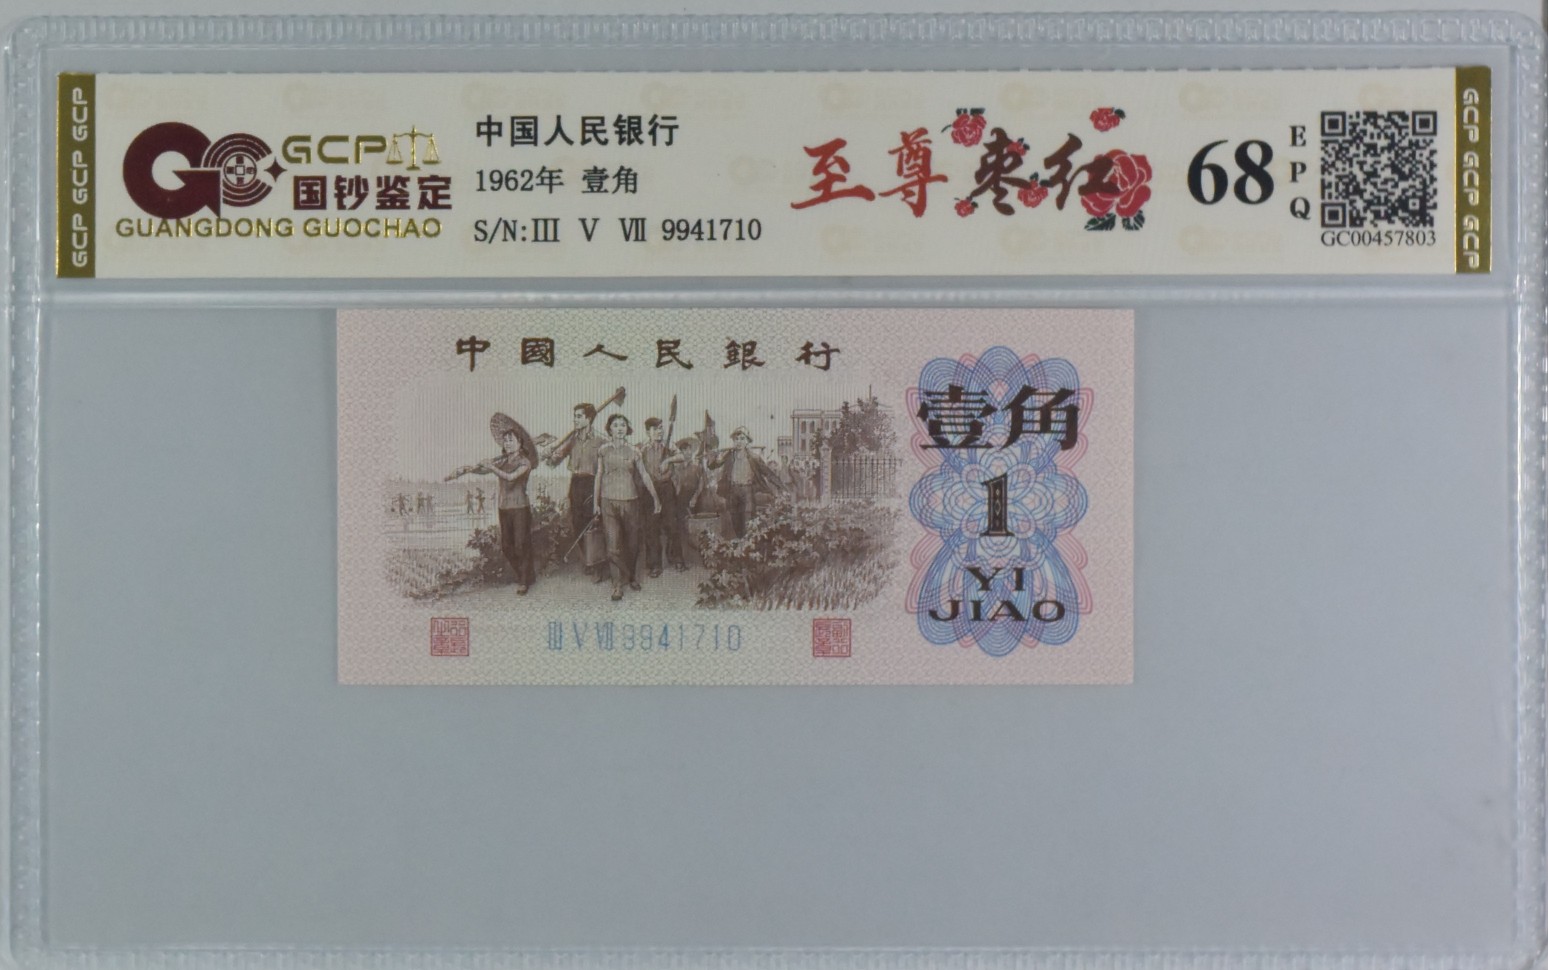 GCP GCP GCP
GCP
国钞鉴定
GUANGDONG GUOCHAO
中国人民银行
1962年 壹角
S/N:Ⅲ Ⅴ Ⅶ 9941710
至尊枣红
68
EPQ
GC00457803
GCP GCP GCP
中國人民銀行
壹角
1
YI
JIAO
Ⅲ Ⅴ Ⅶ 9941710